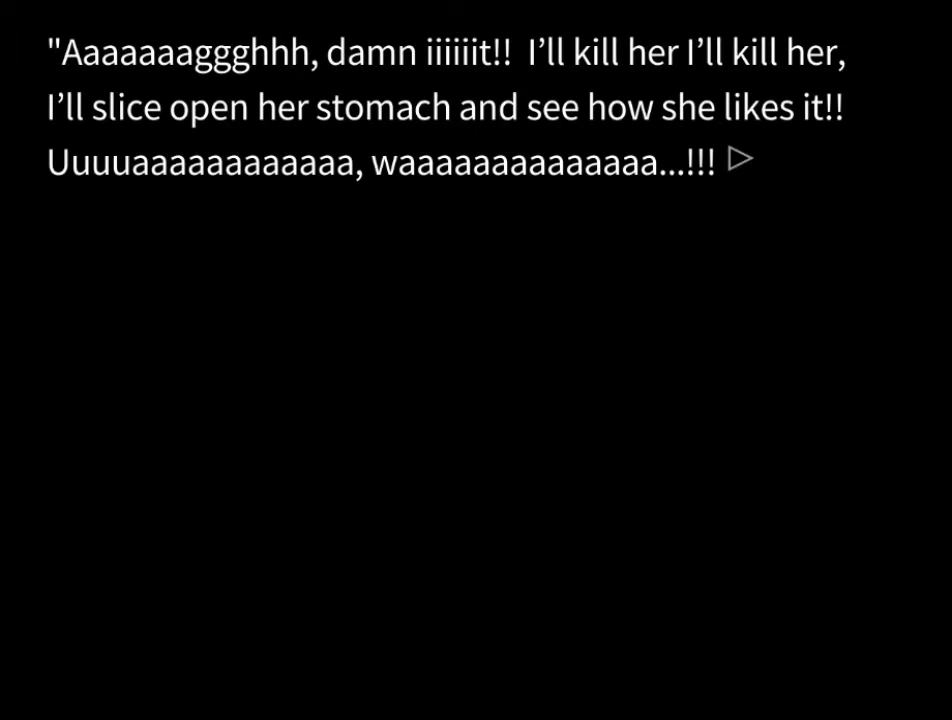 "Aaaaaaaggghhh, damn iiiiiit!!  I’ll kill her I’ll kill her,
I’ll slice open her stomach and see how she likes it!!
Uuuuaaaaaaaaaaaa, waaaaaaaaaaaaaa...!!!